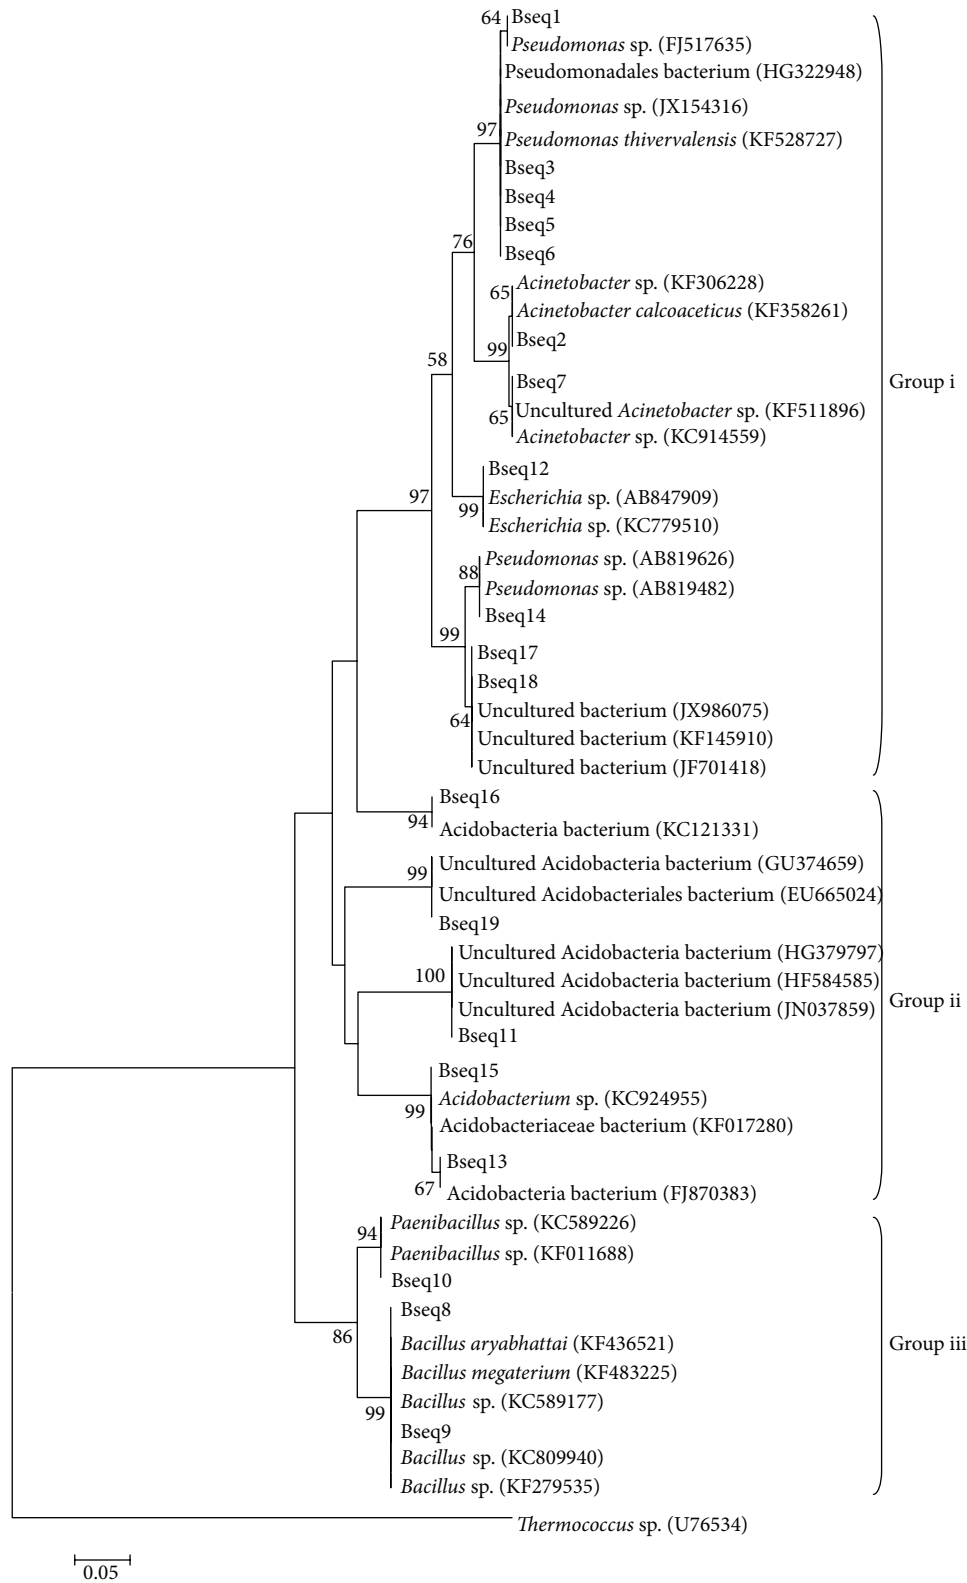 64
Bseq1
Pseudomonas sp. (FJ517635)
Pseudomonadales bacterium (HG322948)
Pseudomonas sp. (JX154316)
97
Pseudomonas thivervalensis (KF528727)
Bseq3
Bseq4
Bseq5
76
Bseq6
65
Acinetobacter sp. (KF306228)
Acinetobacter calcoaceticus (KF358261)
99
Bseq2
58
Bseq7
Group i
65
Uncultured Acinetobacter sp. (KF511896)
Acinetobacter sp. (KC914559)
Bseq12
97
99
Escherichia sp. (AB847909)
Escherichia sp. (KC779510)
Pseudomonas sp. (AB819626)
88
Pseudomonas sp. (AB819482)
Bseq14
99
Bseq17
Bseq18
Uncultured bacterium (JX986075)
64
Uncultured bacterium (KF145910)
Uncultured bacterium (JF701418)
Bseq16
94
Acidobacteria bacterium (KC121331)
Uncultured Acidobacteria bacterium (GU374659)
99
Uncultured Acidobacteriales bacterium (EU665024)
Bseq19
Uncultured Acidobacteria bacterium (HG379797)
100
Uncultured Acidobacteria bacterium (HF584585)
Group ii
Uncultured Acidobacteria bacterium (JN037859)
Bseq11
Bseq15
99
Acidobacterium sp. (KC924955)
Acidobacteriaceae bacterium (KF017280)
Bseq13
67
Acidobacteria bacterium (FJ870383)
94
Paenibacillus sp. (KC589226)
Paenibacillus sp. (KF011688)
Bseq10
Bseq8
86
Bacillus aryabhattai (KF436521)
Group iii
Bacillus megaterium (KF483225)
Bacillus sp. (KC589177)
99
Bseq9
Bacillus sp. (KC809940)
Bacillus sp. (KF279535)
Thermococcus sp. (U76534)
0.05